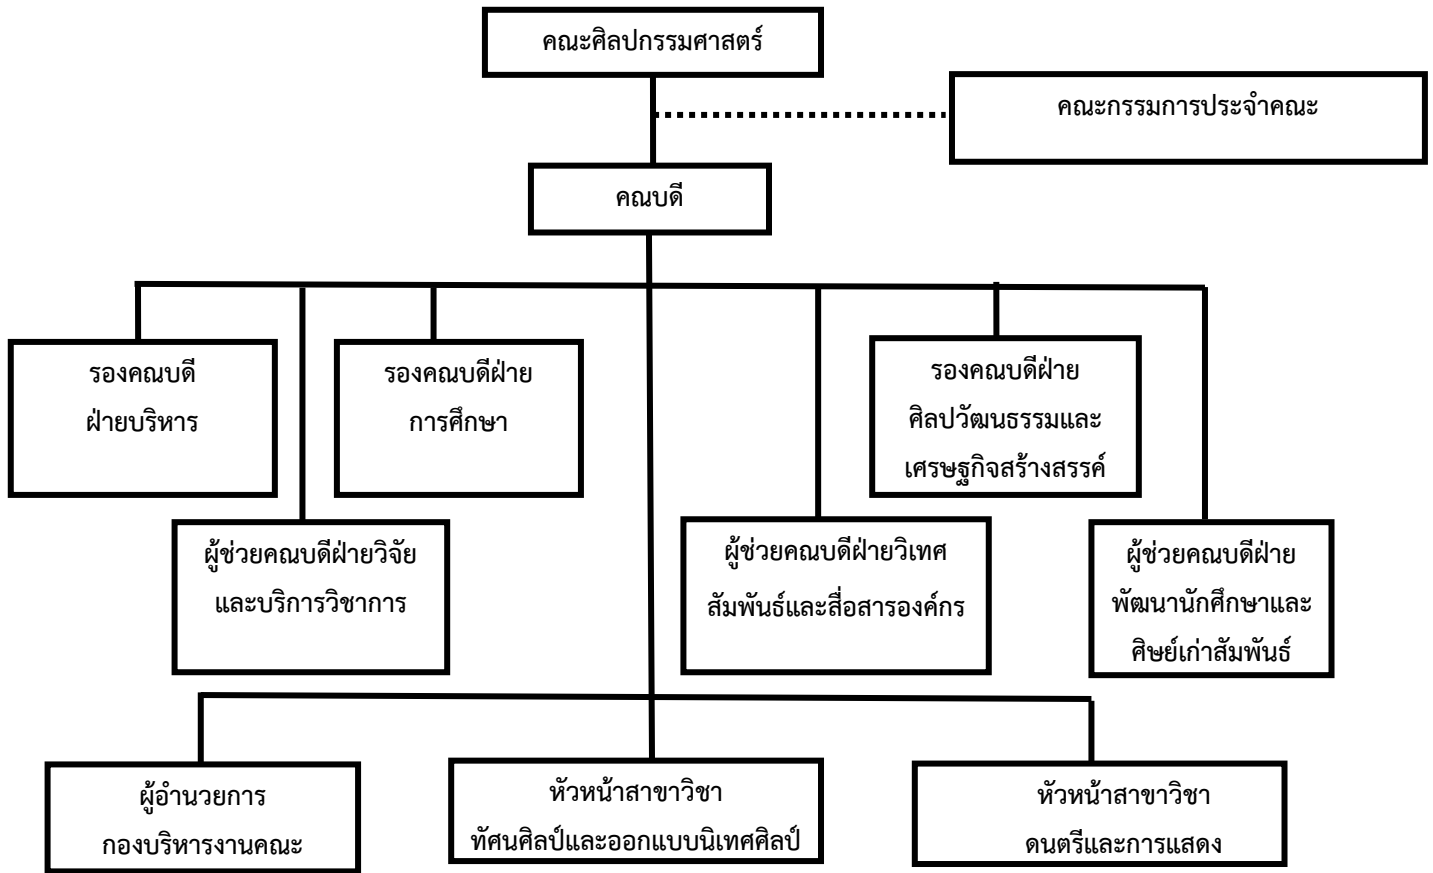 คณะศิลปกรรมศาสตร์
คณะกรรมการประจำคณะ
คณบดี
รองคณบดี
ฝ่ายบริหาร
รองคณบดีฝ่าย
การศึกษา
รองคณบดีฝ่าย
ศิลปวัฒนธรรมและ
เศรษฐกิจสร้างสรรค์
ผู้ช่วยคณบดีฝ่ายวิจัย
และบริการวิชาการ
ผู้ช่วยคณบดีฝ่ายวิเทศ
สัมพันธ์และสื่อสารองค์กร
ผู้ช่วยคณบดีฝ่าย
พัฒนานักศึกษาและ
ศิษย์เก่าสัมพันธ์
ผู้อำนวยการ
กองบริหารงานคณะ
หัวหน้าสาขาวิชา
ทัศนศิลป์และออกแบบนิเทศศิลป์
หัวหน้าสาขาวิชา
ดนตรีและการแสดง